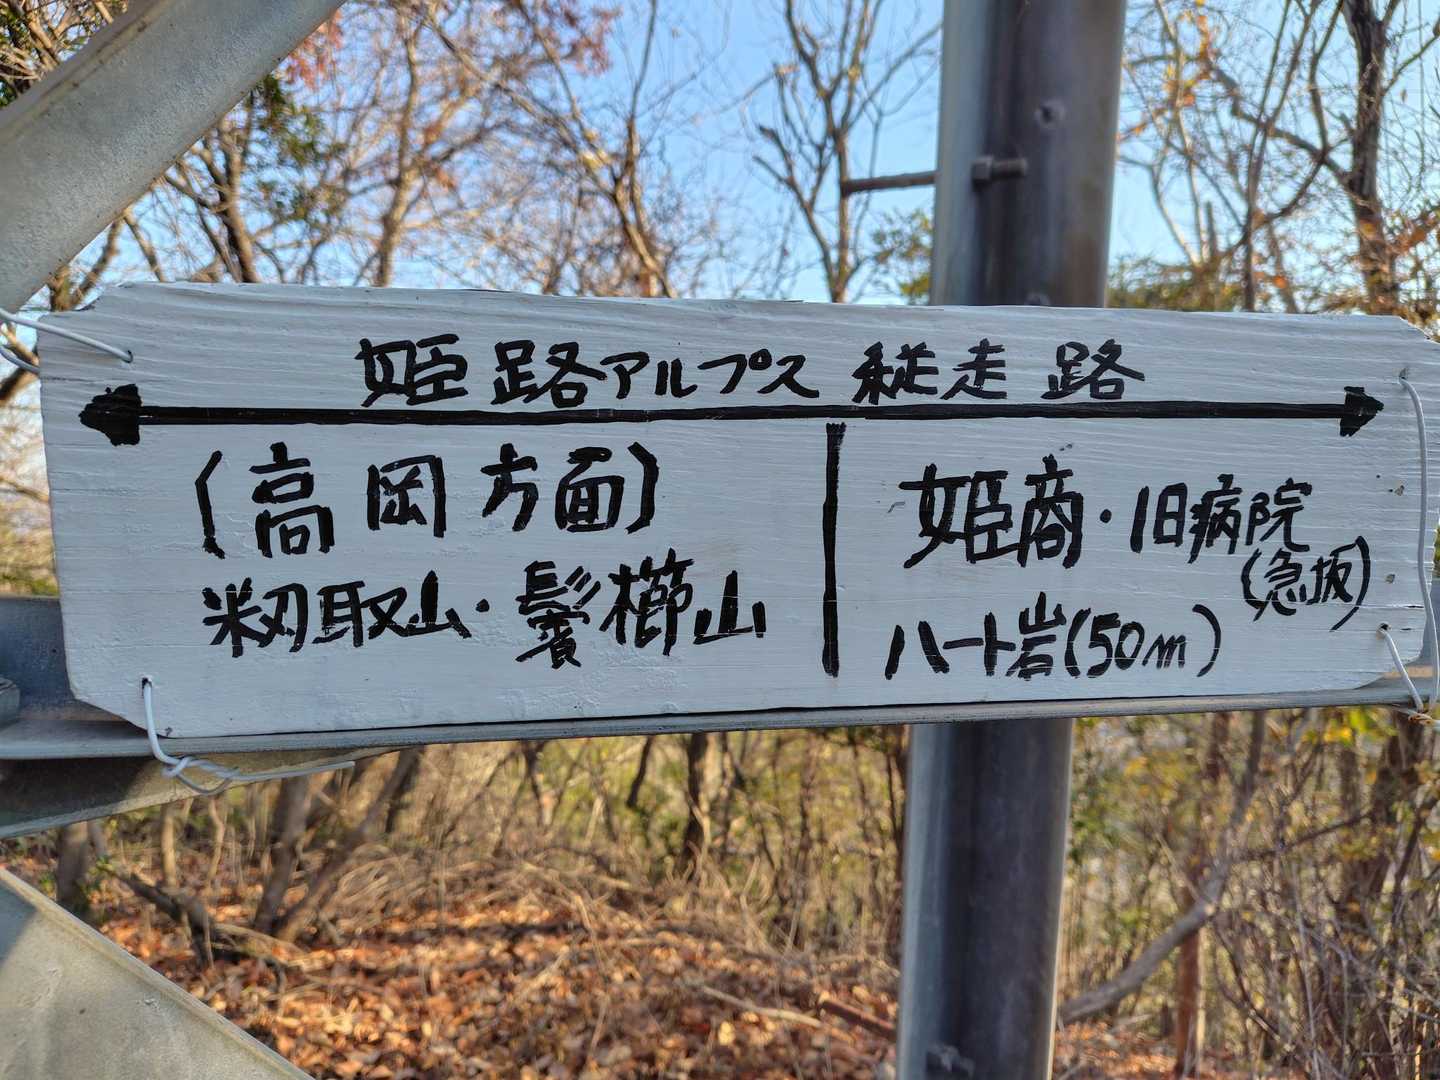 姫路アルプス 縦走路
(高岡方面)
籾取山・鬢櫛山
姫商・旧病院
(急坂)
ハート岩(50m)